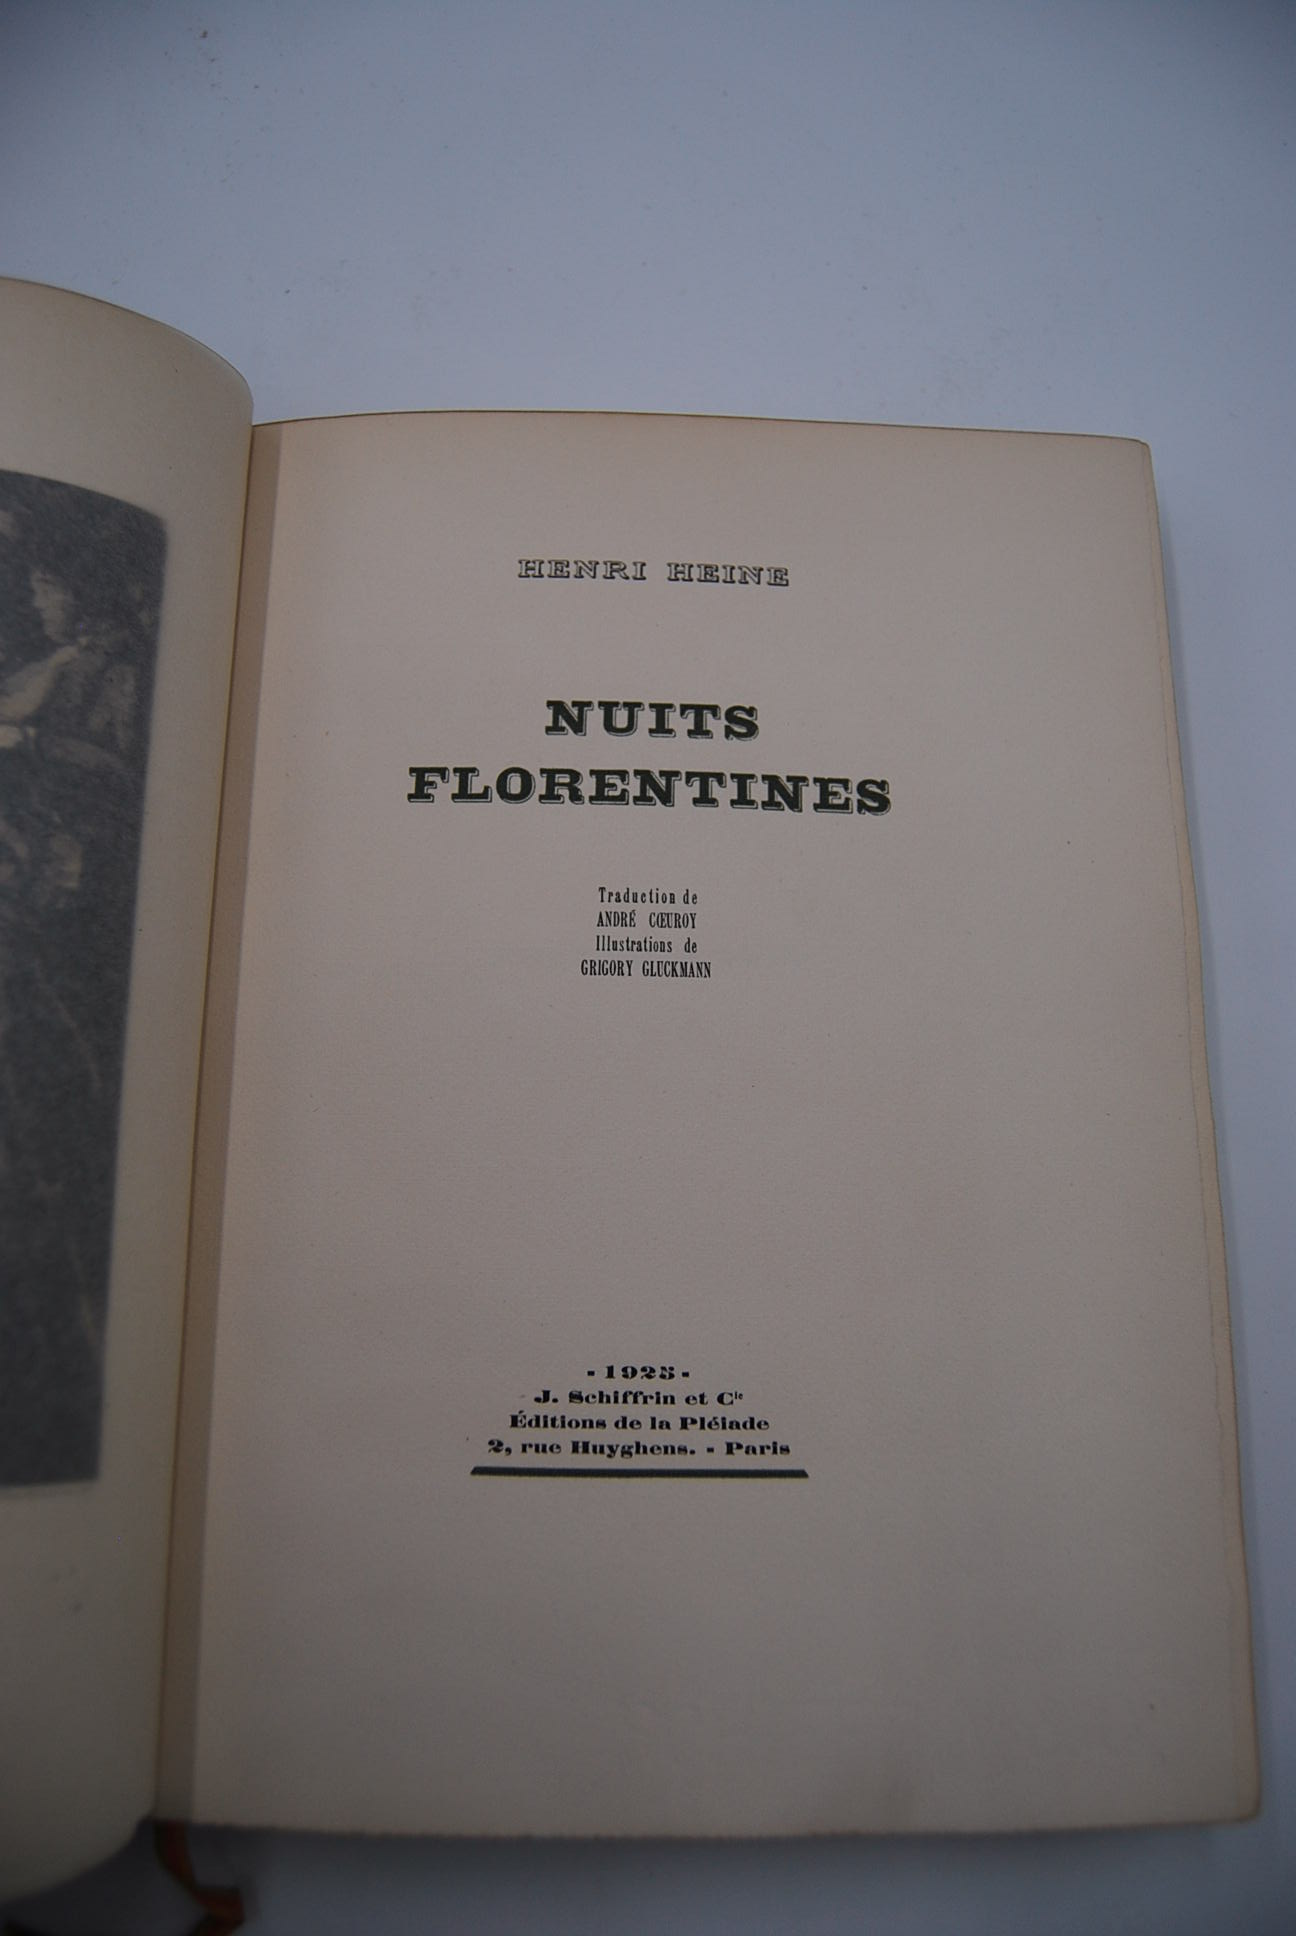 HENRI HEINE
NUITS
FLORENTINES
Traduction de
ANDRÉ CŒUROY
Illustrations de
GRIGORY GLUCKMANN
- 1925 -
J. Schiffrin et Cie
Éditions de la Pléiade
2, rue Huyghens. - Paris